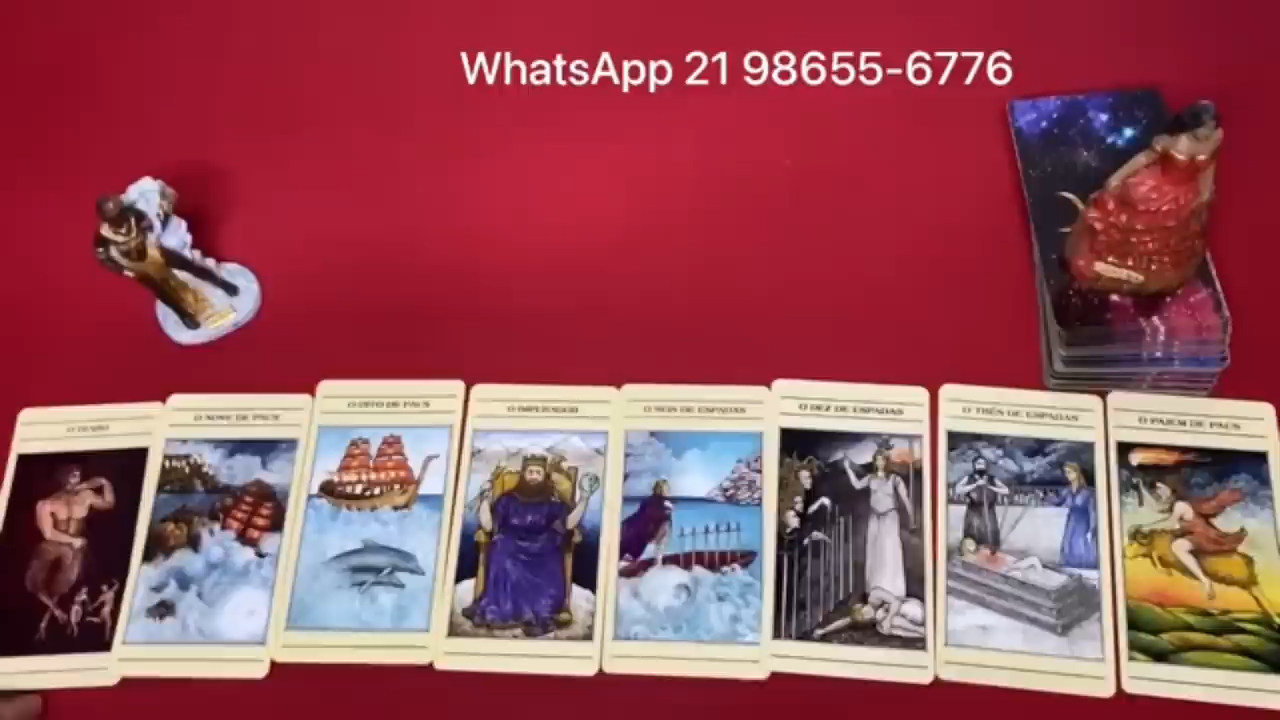 WhatsApp 21 98655-6776
O DIABO
O NOVE DE PAUS
O OITO DE PAUS
O IMPERADOR
O SEIS DE ESPADAS
O DEZ DE ESPADAS
O TRÊS DE ESPADAS
O PAJEM DE PAUS